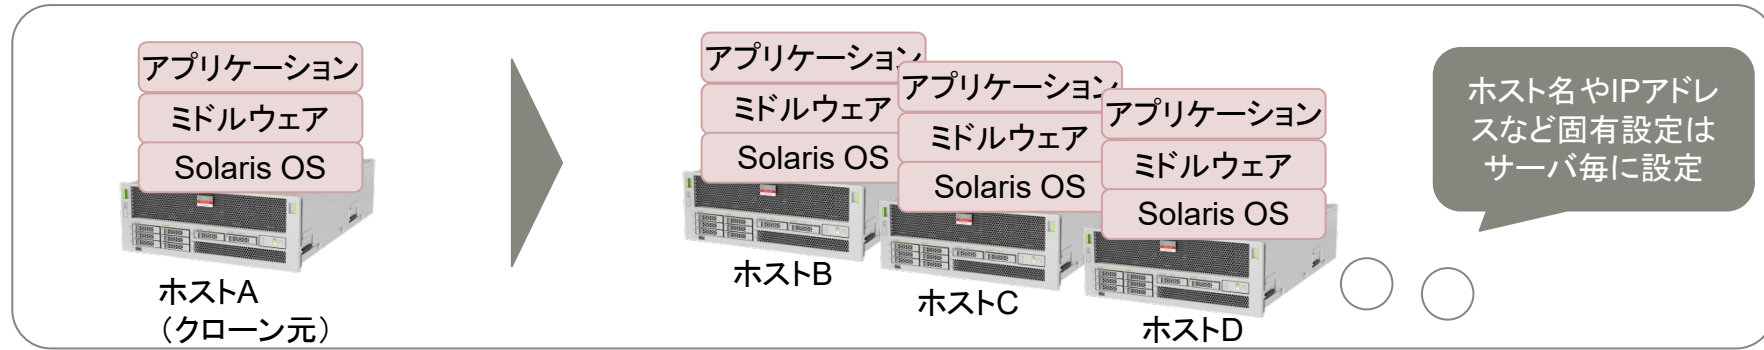 アプリケーション
ミドルウェア
Solaris OS
ホストA
（クローン元）
アプリケーション
ミドルウェア
Solaris OS
ホストB
アプリケーション
ミドルウェア
Solaris OS
ホストC
アプリケーション
ミドルウェア
Solaris OS
ホストD
ホスト名やIPアドレ
スなど固有設定は
サーバ毎に設定